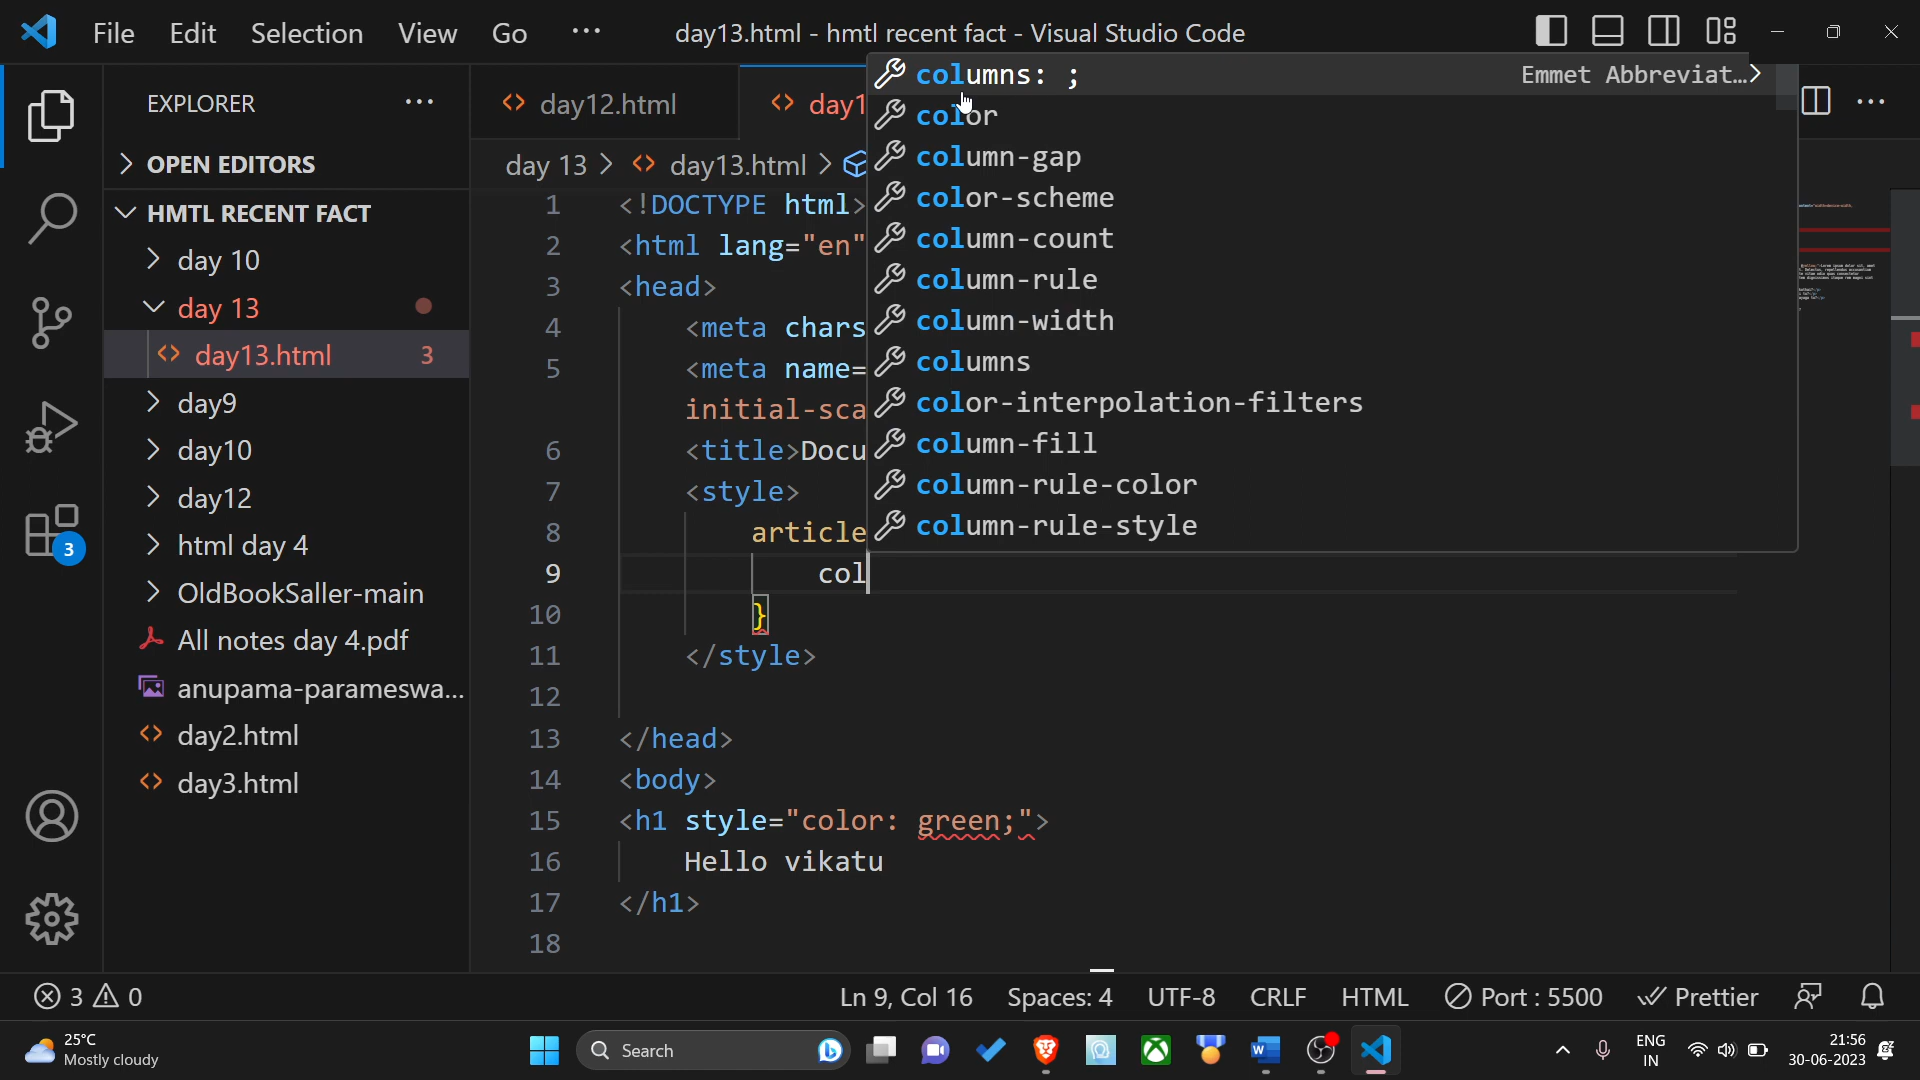 File Edit Selection View Go ··· day13.html - hmtl recent fact - Visual Studio Code
EXPLORER ···
day12.html
day1
OPEN EDITORS
day 13 > day13.html >
HMTL RECENT FACT
day 10
day 13
day13.html 3
day9
day10
day12
html day 4
OldBookSaller-main
All notes day 4.pdf
anupama-parameswa...
day2.html
day3.html
3
columns: ; Emmet Abbreviat...>
color
column-gap
color-scheme
column-count
column-rule
column-width
columns
color-interpolation-filters
column-fill
column-rule-color
column-rule-style
1 <!DOCTYPE html>
2 <html lang="en"
3 <head>
4 <meta chars
5 <meta name=
initial-sca
6 <title>Docu
7 <style>
8 article
9 col
10 }
11 </style>
12
13 </head>
14 <body>
15 <h1 style="color: green;">
16 Hello vikatu
17 </h1>
18
3 0 Ln 9, Col 16 Spaces: 4 UTF-8 CRLF HTML Port : 5500 Prettier
25°C
Mostly cloudy
Search
ENG
IN
21:56
30-06-2023